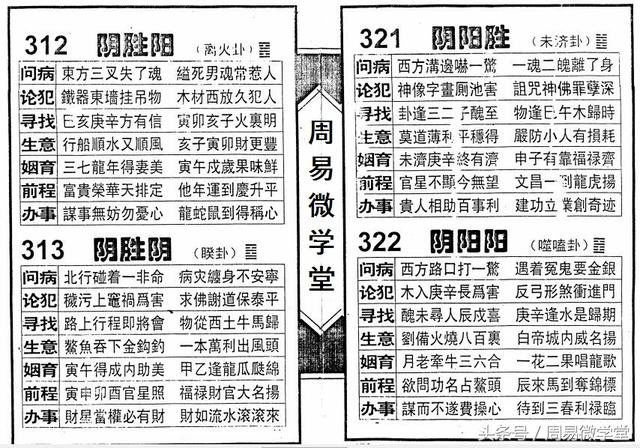 312 阴胜阳 (离火卦)
问病 東方三叉失了魂 縊死男魂常惹人
论犯 鐵器東墻挂吊物 木材西放久犯人
寻找 巳亥庚辛方有信 寅卯亥子火裏明
生意 行船順水又順風 亥子寅卯財更豐
姻育 三七龍年得妻美 寅午戍歲果味鮮
前程 富貴榮華天排定 他年運到慶升平
办事 謀事無妨勿憂心 龍蛇鼠到得稱心
313 阴胜阴 (睽卦)
问病 北行碰着一非命 病灾纏身不安寧
论犯 穢污上竈禍爲害 求佛謝道保泰平
寻找 路上行程即將會 物從西土牛馬歸
生意 鰲魚吞下金鈎鈎 一本萬利出風頭
姻育 寅午得成内助美 甲乙逢龍瓜瓞綿
前程 寅申卯酉官星照 福禄財官大名揚
办事 財星當權必有財 財如流水滚滚來
周易微学堂
321 阴阳胜 (未济卦)
问病 西方溝邊嚇一驚 一魂二魄離了身
论犯 神像字畫厠池害 詛咒神佛罪孽深
寻找 卦逢三二子醜至 物逢巳午木歸時
生意 莫道薄利平穩得 嚴防小人有損耗
姻育 未濟庚辛終有濟 申子有靠福禄齊
前程 官星不顯今無望 文昌一到龍虎揚
办事 貴人相助百事利 建功立業創奇迹
322 阴阳阳 (噬嗑卦)
问病 西方路口打一驚 遇着冤鬼要金銀
论犯 木入庚辛長爲害 反弓形煞衝進門
寻找 醜未尋人辰戍喜 庚辛逢水是歸期
生意 劉備火燒八百裏 白帝城内威名揚
姻育 月老牽牛三六合 一花二果唱龍歌
前程 欲問功名占鰲頭 辰來馬到奪錦標
办事 謀而不遂費操心 待到三春利禄臨
头条号/周易微学堂